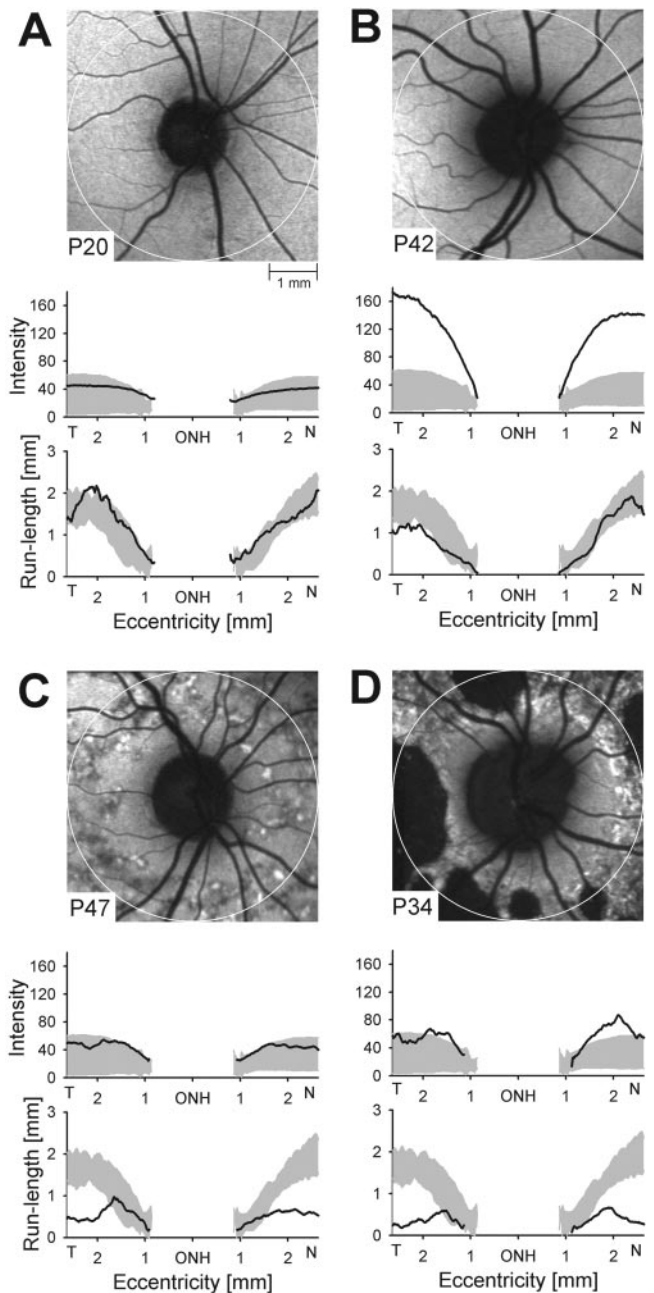 A
B
P20
P42
1 mm
Intensity
160
120
80
40
0
T 2 1 ONH 1 2 N
Run-length [mm]
3
2
1
0
T 2 1 ONH 1 2 N
Eccentricity [mm]
160
120
80
40
0
T 2 1 ONH 1 2 N
3
2
1
0
T 2 1 ONH 1 2 N
Eccentricity [mm]
C
D
P47
P34
Intensity
160
120
80
40
0
T 2 1 ONH 1 2 N
Run-length [mm]
3
2
1
0
T 2 1 ONH 1 2 N
Eccentricity [mm]
160
120
80
40
0
T 2 1 ONH 1 2 N
3
2
1
0
T 2 1 ONH 1 2 N
Eccentricity [mm]